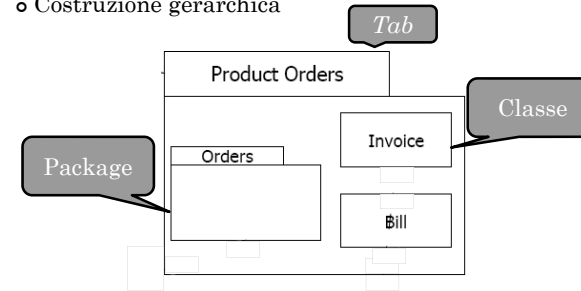 Costruzione gerarchica
Tab
Product Orders
Classe
Invoice
Orders
Package
Bill